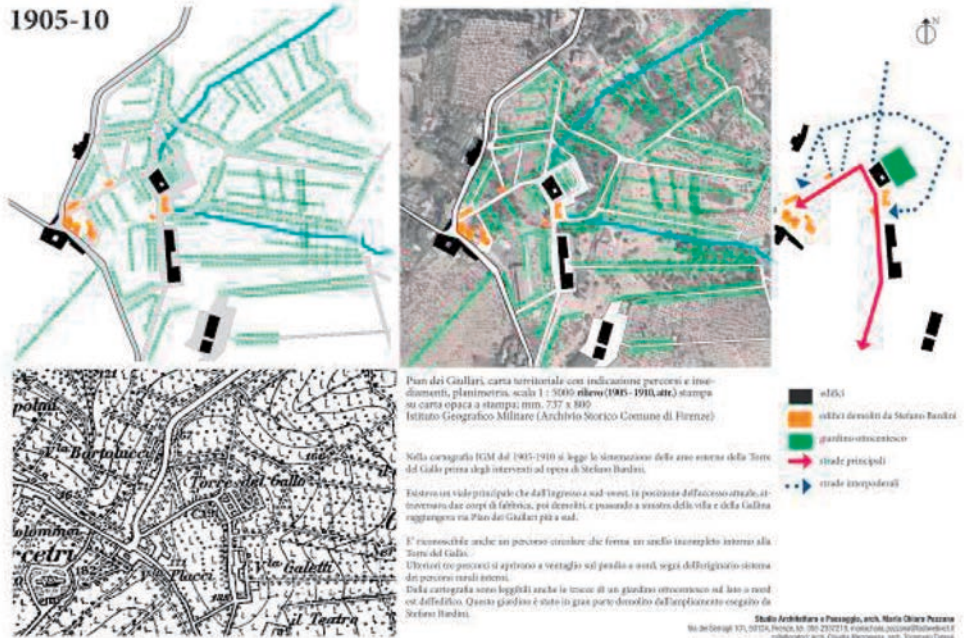 1905-10
N
Pian dei Giullari, carta territoriale con indicazione percorsi e inse-
diamenti, planimetria, scala 1 : 5000 rilievo (1905 - 1910, attr.) stampa
su carta opaca a stampa; mm. 737 x 800
Istituto Geografico Militare (Archivio Storico Comune di Firenze)
Nella cartografia IGM del 1905-1910 si legge la sistemazione delle aree esterne della Torre
del Gallo prima degli interventi ad opera di Stefano Bardini.
Esisteva un viale principale che dall'ingresso a sud-ovest, in posizione dell'accesso attuale, at-
traversava due corpi di fabbrica, poi demoliti, e passando a sinistra della villa e della Gallina
raggiungeva via Pian dei Giullari più a sud.
E' riconoscibile anche un percorso circolare che forma un anello incompleto intorno alla
Torre del Gallo.
Ulteriori tre percorsi si aprivano a ventaglio sul pendio a nord, segni dell'originario sistema
dei percorsi rurali interni.
Dalla cartografia sono leggibili anche le tracce di un giardino ottocentesco sul lato a nord
est dell'edificio. Questo giardino è stato in gran parte demolito dall'ampliamento eseguito da
Stefano Bardini.
edifici
edifici demoliti da Stefano Bardini
giardino ottocentesco
strade principali
strade interpoderali
polini
Via Bartolucci
Torre del Gallo
olomma
cetri
Via Placci
Via Galetti
il Teatro
Studio Architettura e Paesaggio, arch. Maria Chiara Pozzana